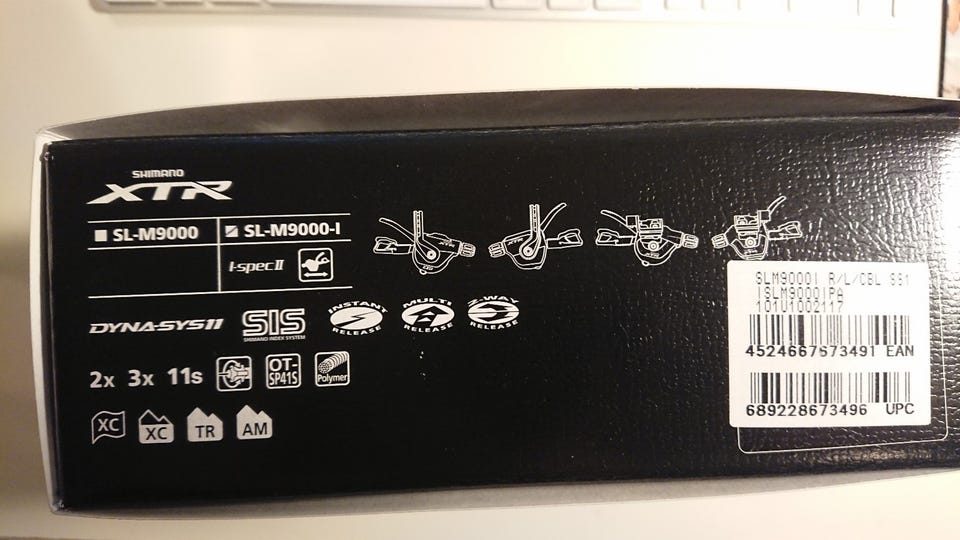 SHIMANO
XTR
SL-M9000
SL-M9000-I
I-spec II
DYNA-SYS11
SIS
SHIMANO INDEX SYSTEM
INSTANT RELEASE
MULTI RELEASE
2-WAY RELEASE
2x 3x 11s
OT-SP41S
Polymer
XC
XC
TR
AM
SLM9000I R/L/CBL S91
ISLM9000IPA
10101002117
4524667673491 EAN
689228673496 UPC